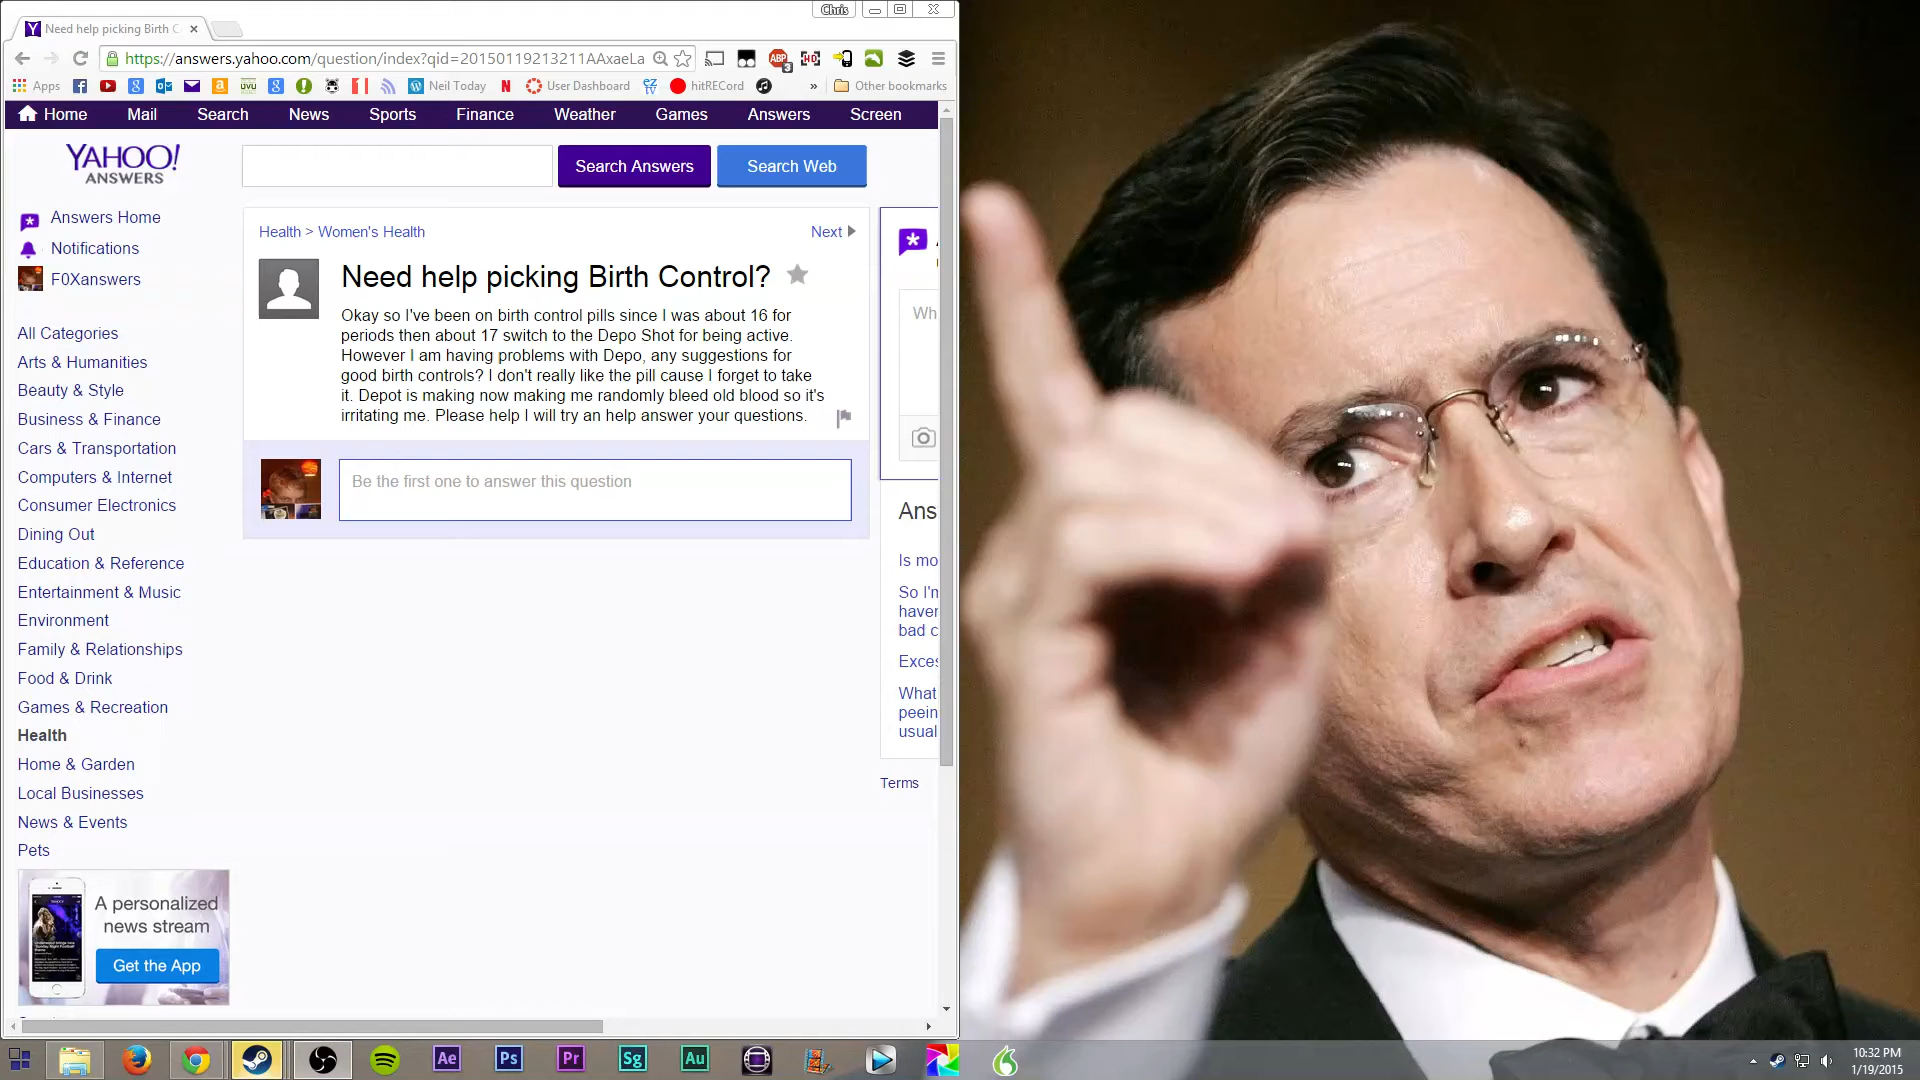 Chris
Need help picking Birth C
https://answers.yahoo.com/question/index?qid=20150119213211AAxaeLa
ABP
3
HD
Apps
UVU
Neil Today
User Dashboard
hitRECord
»
Other bookmarks
Home
Mail
Search
News
Sports
Finance
Weather
Games
Answers
Screen
YAHOO!
ANSWERS
Search Answers
Search Web
Answers Home
Notifications
F0Xanswers
All Categories
Arts & Humanities
Beauty & Style
Business & Finance
Cars & Transportation
Computers & Internet
Consumer Electronics
Dining Out
Education & Reference
Entertainment & Music
Environment
Family & Relationships
Food & Drink
Games & Recreation
Health
Home & Garden
Local Businesses
News & Events
Pets
A personalized
news stream
Get the App
Health > Women's Health
Next
Need help picking Birth Control?
Okay so I've been on birth control pills since I was about 16 for
periods then about 17 switch to the Depo Shot for being active.
However I am having problems with Depo, any suggestions for
good birth controls? I don't really like the pill cause I forget to take
it. Depot is making now making me randomly bleed old blood so it's
irritating me. Please help I will try an help answer your questions.
Be the first one to answer this question
Wh
Ans
Is mo
So I'm
haven
bad c
Exces
What
peein
usual
Terms
Ae
Ps
Pr
Sg
Au
10:32 PM
1/19/2015